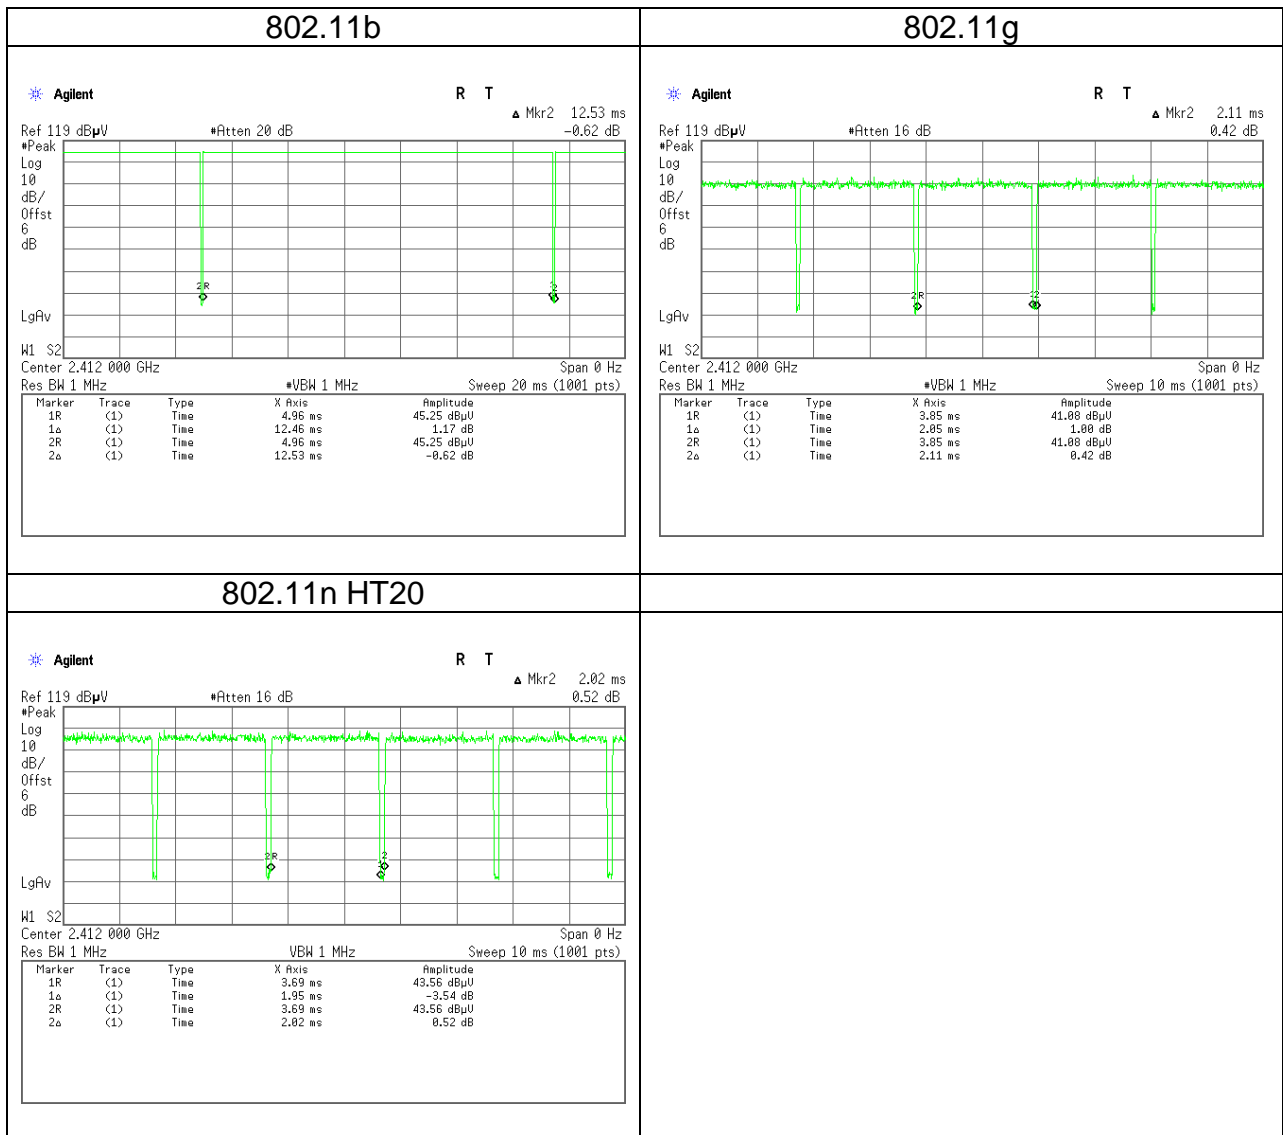 802.11b
Agilent R T
Δ Mkr2 12.53 ms
Ref 119 dBµV #Atten 20 dB -0.62 dB
#Peak
Log
10
dB/
Offst
6
dB
2R
1 2
LgAv
W1 S2
Center 2.412 000 GHz Span 0 Hz
Res BW 1 MHz #VBW 1 MHz Sweep 20 ms (1001 pts)
Marker Trace Type X Axis Amplitude
1R (1) Time 4.96 ms 45.25 dBµV
1Δ (1) Time 12.46 ms 1.17 dB
2R (1) Time 4.96 ms 45.25 dBµV
2Δ (1) Time 12.53 ms -0.62 dB
802.11g
Agilent R T
Δ Mkr2 2.11 ms
Ref 119 dBµV #Atten 16 dB 0.42 dB
#Peak
Log
10
dB/
Offst
6
dB
2R
12
LgAv
W1 S2
Center 2.412 000 GHz Span 0 Hz
Res BW 1 MHz #VBW 1 MHz Sweep 10 ms (1001 pts)
Marker Trace Type X Axis Amplitude
1R (1) Time 3.85 ms 41.08 dBµV
1Δ (1) Time 2.05 ms 1.00 dB
2R (1) Time 3.85 ms 41.08 dBµV
2Δ (1) Time 2.11 ms 0.42 dB
802.11n HT20
Agilent R T
Δ Mkr2 2.02 ms
Ref 119 dBµV #Atten 16 dB 0.52 dB
#Peak
Log
10
dB/
Offst
6
dB
2R
1 2
LgAv
W1 S2
Center 2.412 000 GHz Span 0 Hz
Res BW 1 MHz VBW 1 MHz Sweep 10 ms (1001 pts)
Marker Trace Type X Axis Amplitude
1R (1) Time 3.69 ms 43.56 dBµV
1Δ (1) Time 1.95 ms -3.54 dB
2R (1) Time 3.69 ms 43.56 dBµV
2Δ (1) Time 2.02 ms 0.52 dB